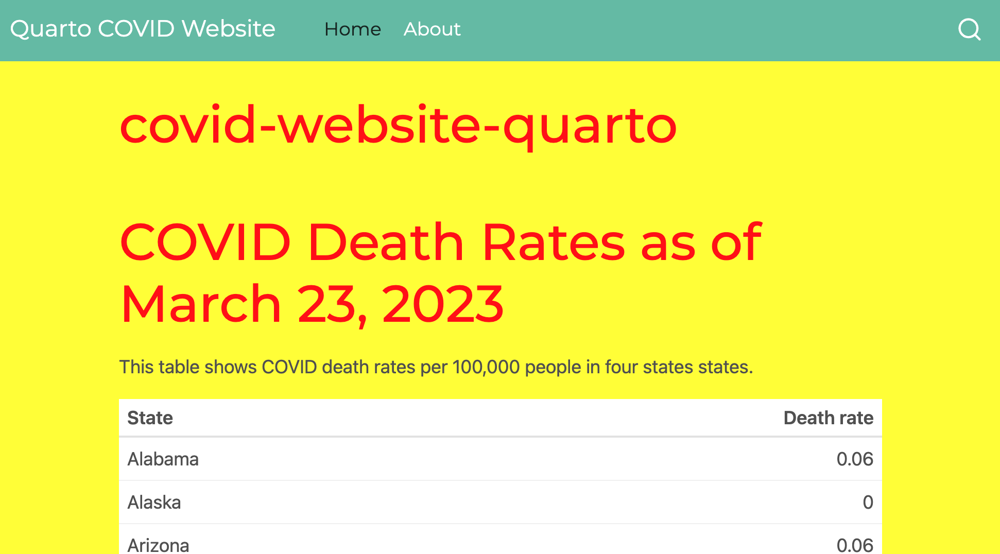 Quarto COVID Website Home About
covid-website-quarto
COVID Death Rates as of
March 23, 2023
This table shows COVID death rates per 100,000 people in four states states.
State Death rate
Alabama 0.06
Alaska 0
Arizona 0.06